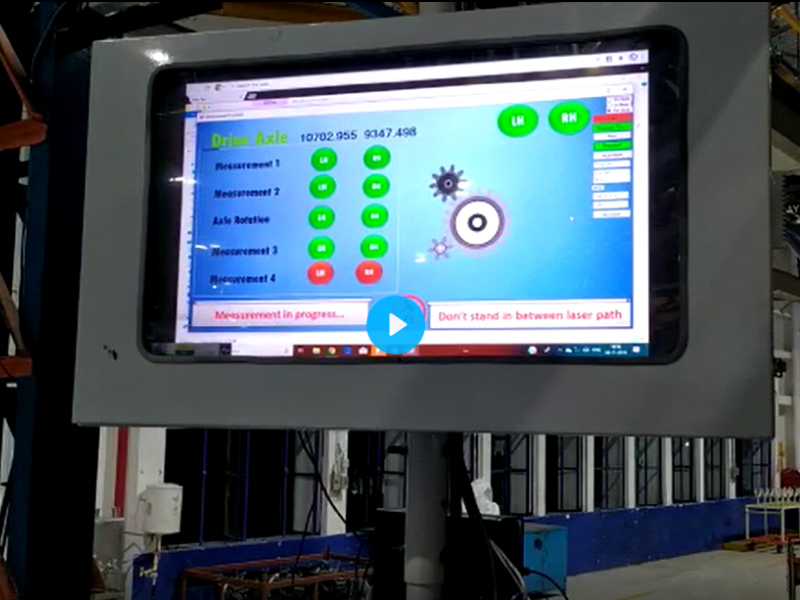 LH RH
Drive Axle 10702.955 9347.498
Measurement 1 LH RH
Measurement 2 LH RH
Axle Rotation LH RH
Measurement 3 LH RH
Measurement 4 LH RH
Measurement in progress...
Don't stand in between laser path